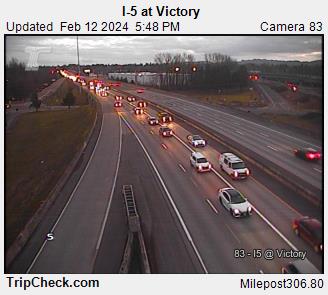 I-5 at Victory
Updated  Feb 12 2024  5:48 PM
Camera 83
S
83 - I5 @ Victory
TripCheck.com
Milepost306.80